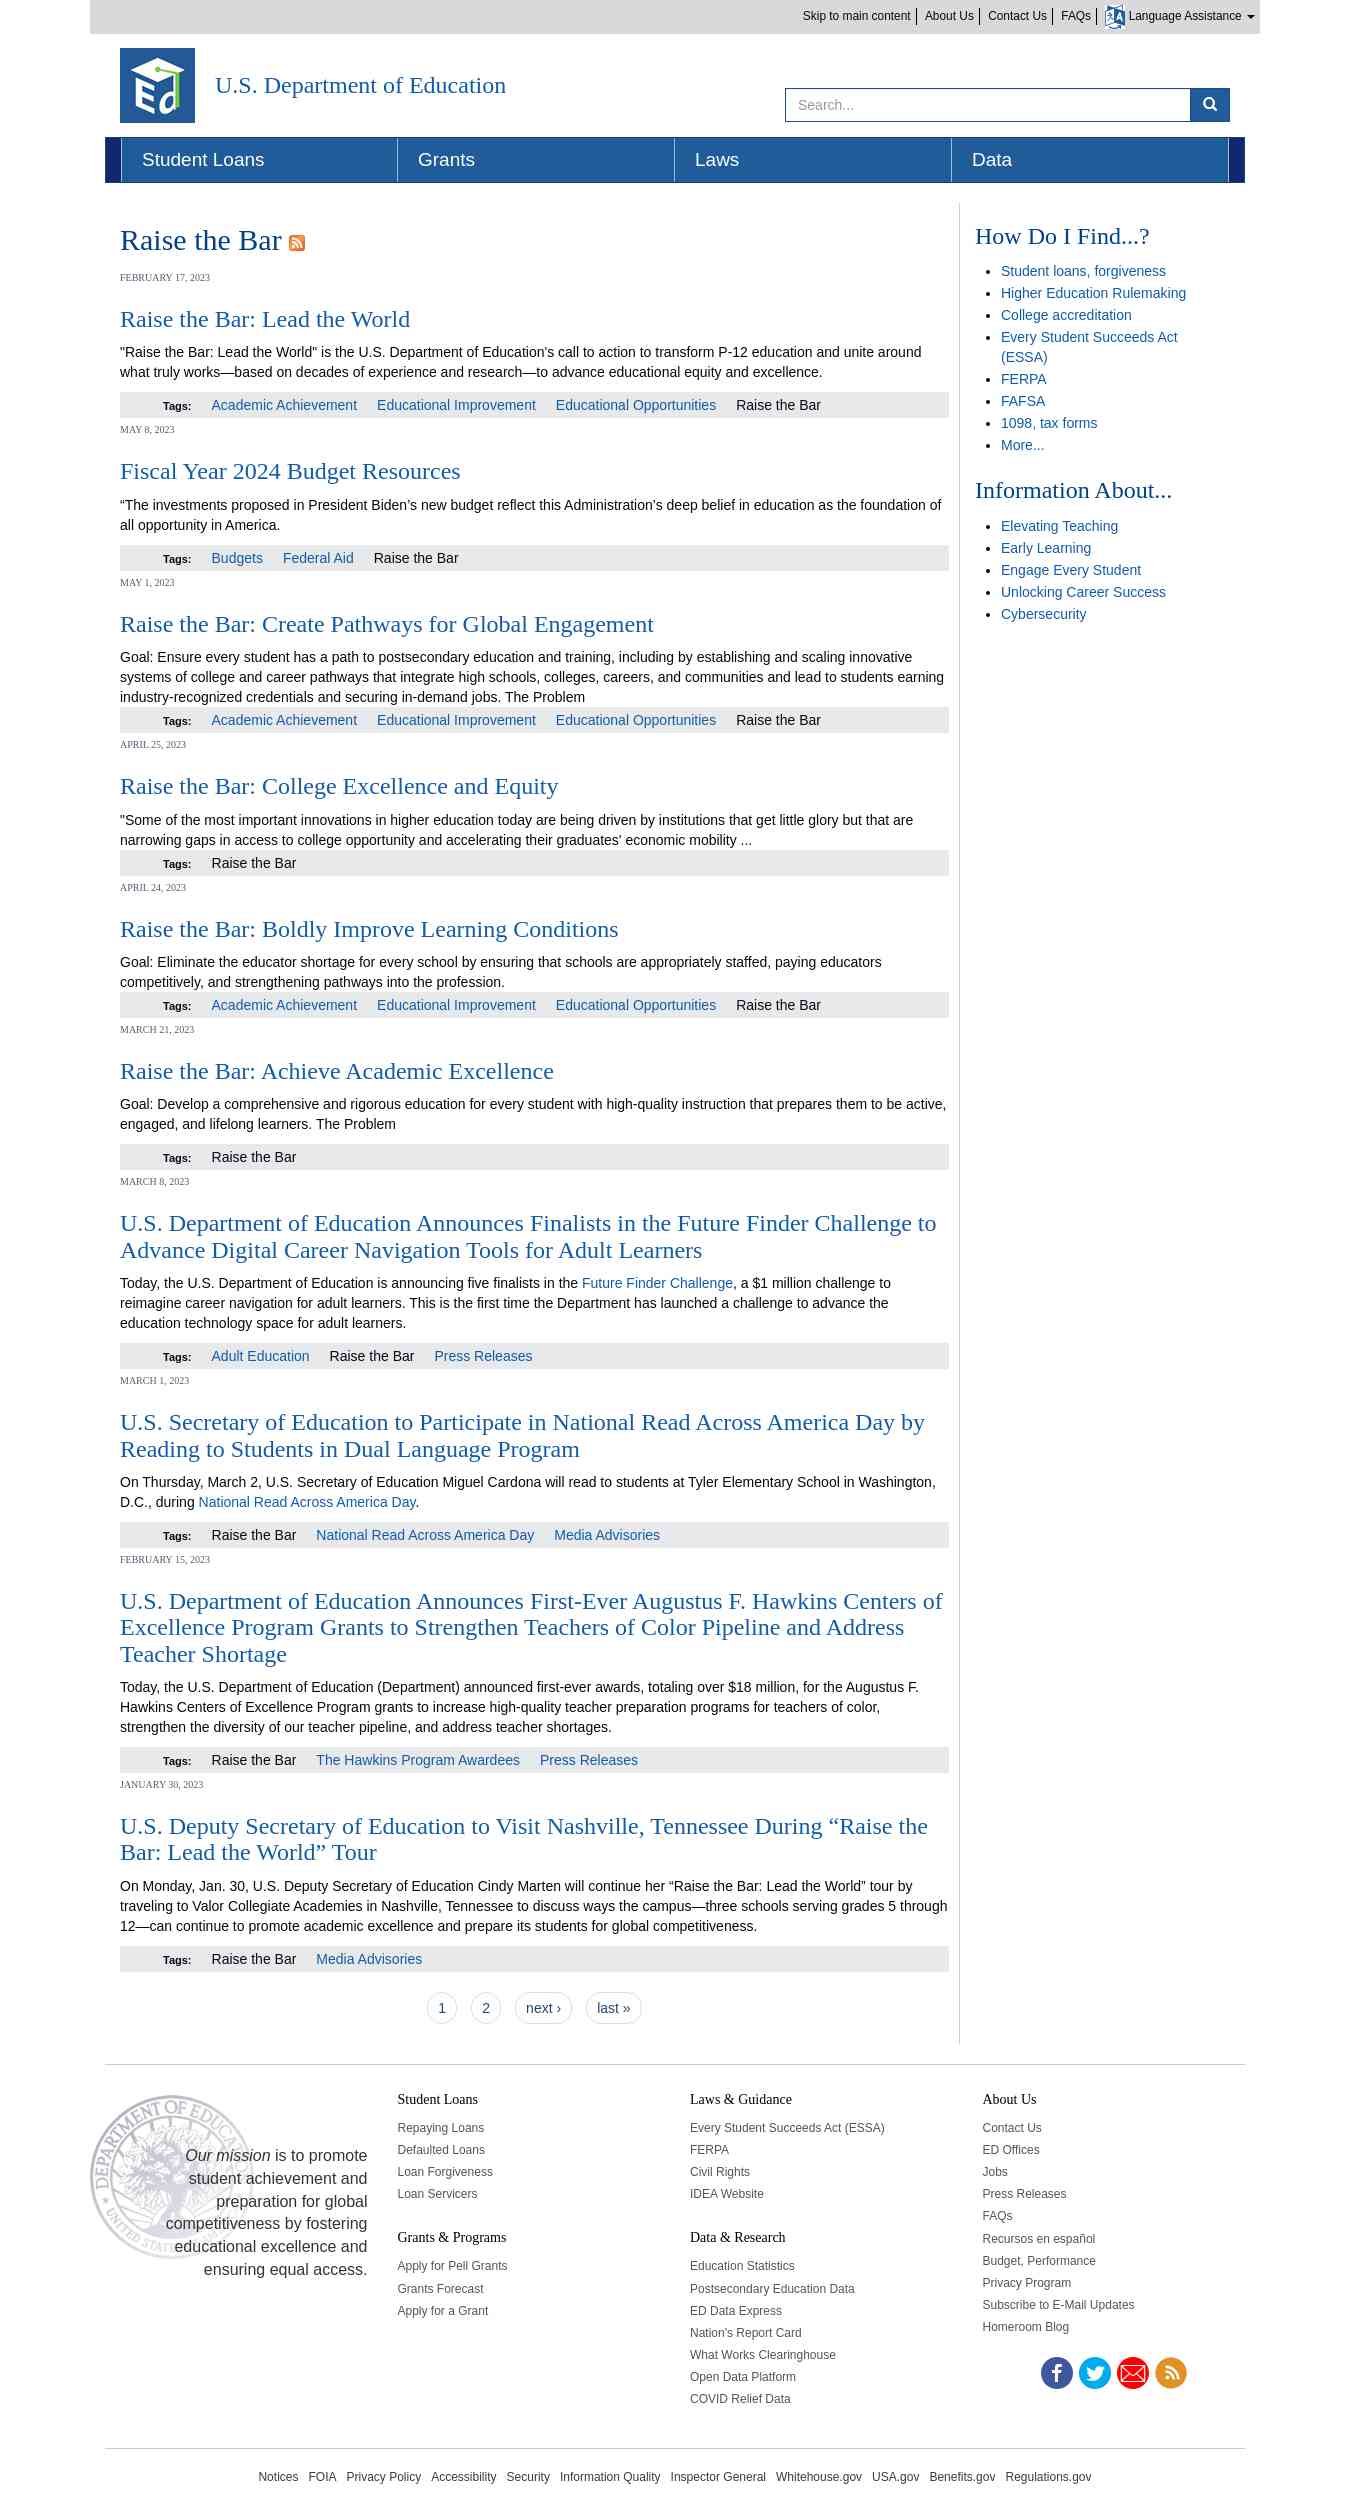 Skip to main content About Us Contact Us FAQs Language Assistance
Ed
U.S. Department of Education
Search...
Student Loans Grants Laws Data
Raise the Bar
FEBRUARY 17, 2023
Raise the Bar: Lead the World
"Raise the Bar: Lead the World" is the U.S. Department of Education's call to action to transform P-12 education and unite around
what truly works—based on decades of experience and research—to advance educational equity and excellence.
Tags: Academic Achievement Educational Improvement Educational Opportunities Raise the Bar
MAY 8, 2023
Fiscal Year 2024 Budget Resources
“The investments proposed in President Biden’s new budget reflect this Administration’s deep belief in education as the foundation of
all opportunity in America.
Tags: Budgets Federal Aid Raise the Bar
MAY 1, 2023
Raise the Bar: Create Pathways for Global Engagement
Goal: Ensure every student has a path to postsecondary education and training, including by establishing and scaling innovative
systems of college and career pathways that integrate high schools, colleges, careers, and communities and lead to students earning
industry-recognized credentials and securing in-demand jobs. The Problem
Tags: Academic Achievement Educational Improvement Educational Opportunities Raise the Bar
APRIL 25, 2023
Raise the Bar: College Excellence and Equity
"Some of the most important innovations in higher education today are being driven by institutions that get little glory but that are
narrowing gaps in access to college opportunity and accelerating their graduates' economic mobility ...
Tags: Raise the Bar
APRIL 24, 2023
Raise the Bar: Boldly Improve Learning Conditions
Goal: Eliminate the educator shortage for every school by ensuring that schools are appropriately staffed, paying educators
competitively, and strengthening pathways into the profession.
Tags: Academic Achievement Educational Improvement Educational Opportunities Raise the Bar
MARCH 21, 2023
Raise the Bar: Achieve Academic Excellence
Goal: Develop a comprehensive and rigorous education for every student with high-quality instruction that prepares them to be active,
engaged, and lifelong learners. The Problem
Tags: Raise the Bar
MARCH 8, 2023
U.S. Department of Education Announces Finalists in the Future Finder Challenge to
Advance Digital Career Navigation Tools for Adult Learners
Today, the U.S. Department of Education is announcing five finalists in the Future Finder Challenge, a $1 million challenge to
reimagine career navigation for adult learners. This is the first time the Department has launched a challenge to advance the
education technology space for adult learners.
Tags: Adult Education Raise the Bar Press Releases
MARCH 1, 2023
U.S. Secretary of Education to Participate in National Read Across America Day by
Reading to Students in Dual Language Program
On Thursday, March 2, U.S. Secretary of Education Miguel Cardona will read to students at Tyler Elementary School in Washington,
D.C., during National Read Across America Day.
Tags: Raise the Bar National Read Across America Day Media Advisories
FEBRUARY 15, 2023
U.S. Department of Education Announces First-Ever Augustus F. Hawkins Centers of
Excellence Program Grants to Strengthen Teachers of Color Pipeline and Address
Teacher Shortage
Today, the U.S. Department of Education (Department) announced first-ever awards, totaling over $18 million, for the Augustus F.
Hawkins Centers of Excellence Program grants to increase high-quality teacher preparation programs for teachers of color,
strengthen the diversity of our teacher pipeline, and address teacher shortages.
Tags: Raise the Bar The Hawkins Program Awardees Press Releases
JANUARY 30, 2023
U.S. Deputy Secretary of Education to Visit Nashville, Tennessee During “Raise the
Bar: Lead the World” Tour
On Monday, Jan. 30, U.S. Deputy Secretary of Education Cindy Marten will continue her “Raise the Bar: Lead the World” tour by
traveling to Valor Collegiate Academies in Nashville, Tennessee to discuss ways the campus—three schools serving grades 5 through
12—can continue to promote academic excellence and prepare its students for global competitiveness.
Tags: Raise the Bar Media Advisories
1 2 next › last »
How Do I Find...?
Student loans, forgiveness
Higher Education Rulemaking
College accreditation
Every Student Succeeds Act
(ESSA)
FERPA
FAFSA
1098, tax forms
More...
Information About...
Elevating Teaching
Early Learning
Engage Every Student
Unlocking Career Success
Cybersecurity
DEPARTMENT OF EDUCA
UNITED STAT
Our mission is to promote
student achievement and
preparation for global
competitiveness by fostering
educational excellence and
ensuring equal access.
Student Loans
Repaying Loans
Defaulted Loans
Loan Forgiveness
Loan Servicers
Grants & Programs
Apply for Pell Grants
Grants Forecast
Apply for a Grant
Laws & Guidance
Every Student Succeeds Act (ESSA)
FERPA
Civil Rights
IDEA Website
Data & Research
Education Statistics
Postsecondary Education Data
ED Data Express
Nation's Report Card
What Works Clearinghouse
Open Data Platform
COVID Relief Data
About Us
Contact Us
ED Offices
Jobs
Press Releases
FAQs
Recursos en español
Budget, Performance
Privacy Program
Subscribe to E-Mail Updates
Homeroom Blog
Notices FOIA Privacy Policy Accessibility Security Information Quality Inspector General Whitehouse.gov USA.gov Benefits.gov Regulations.gov